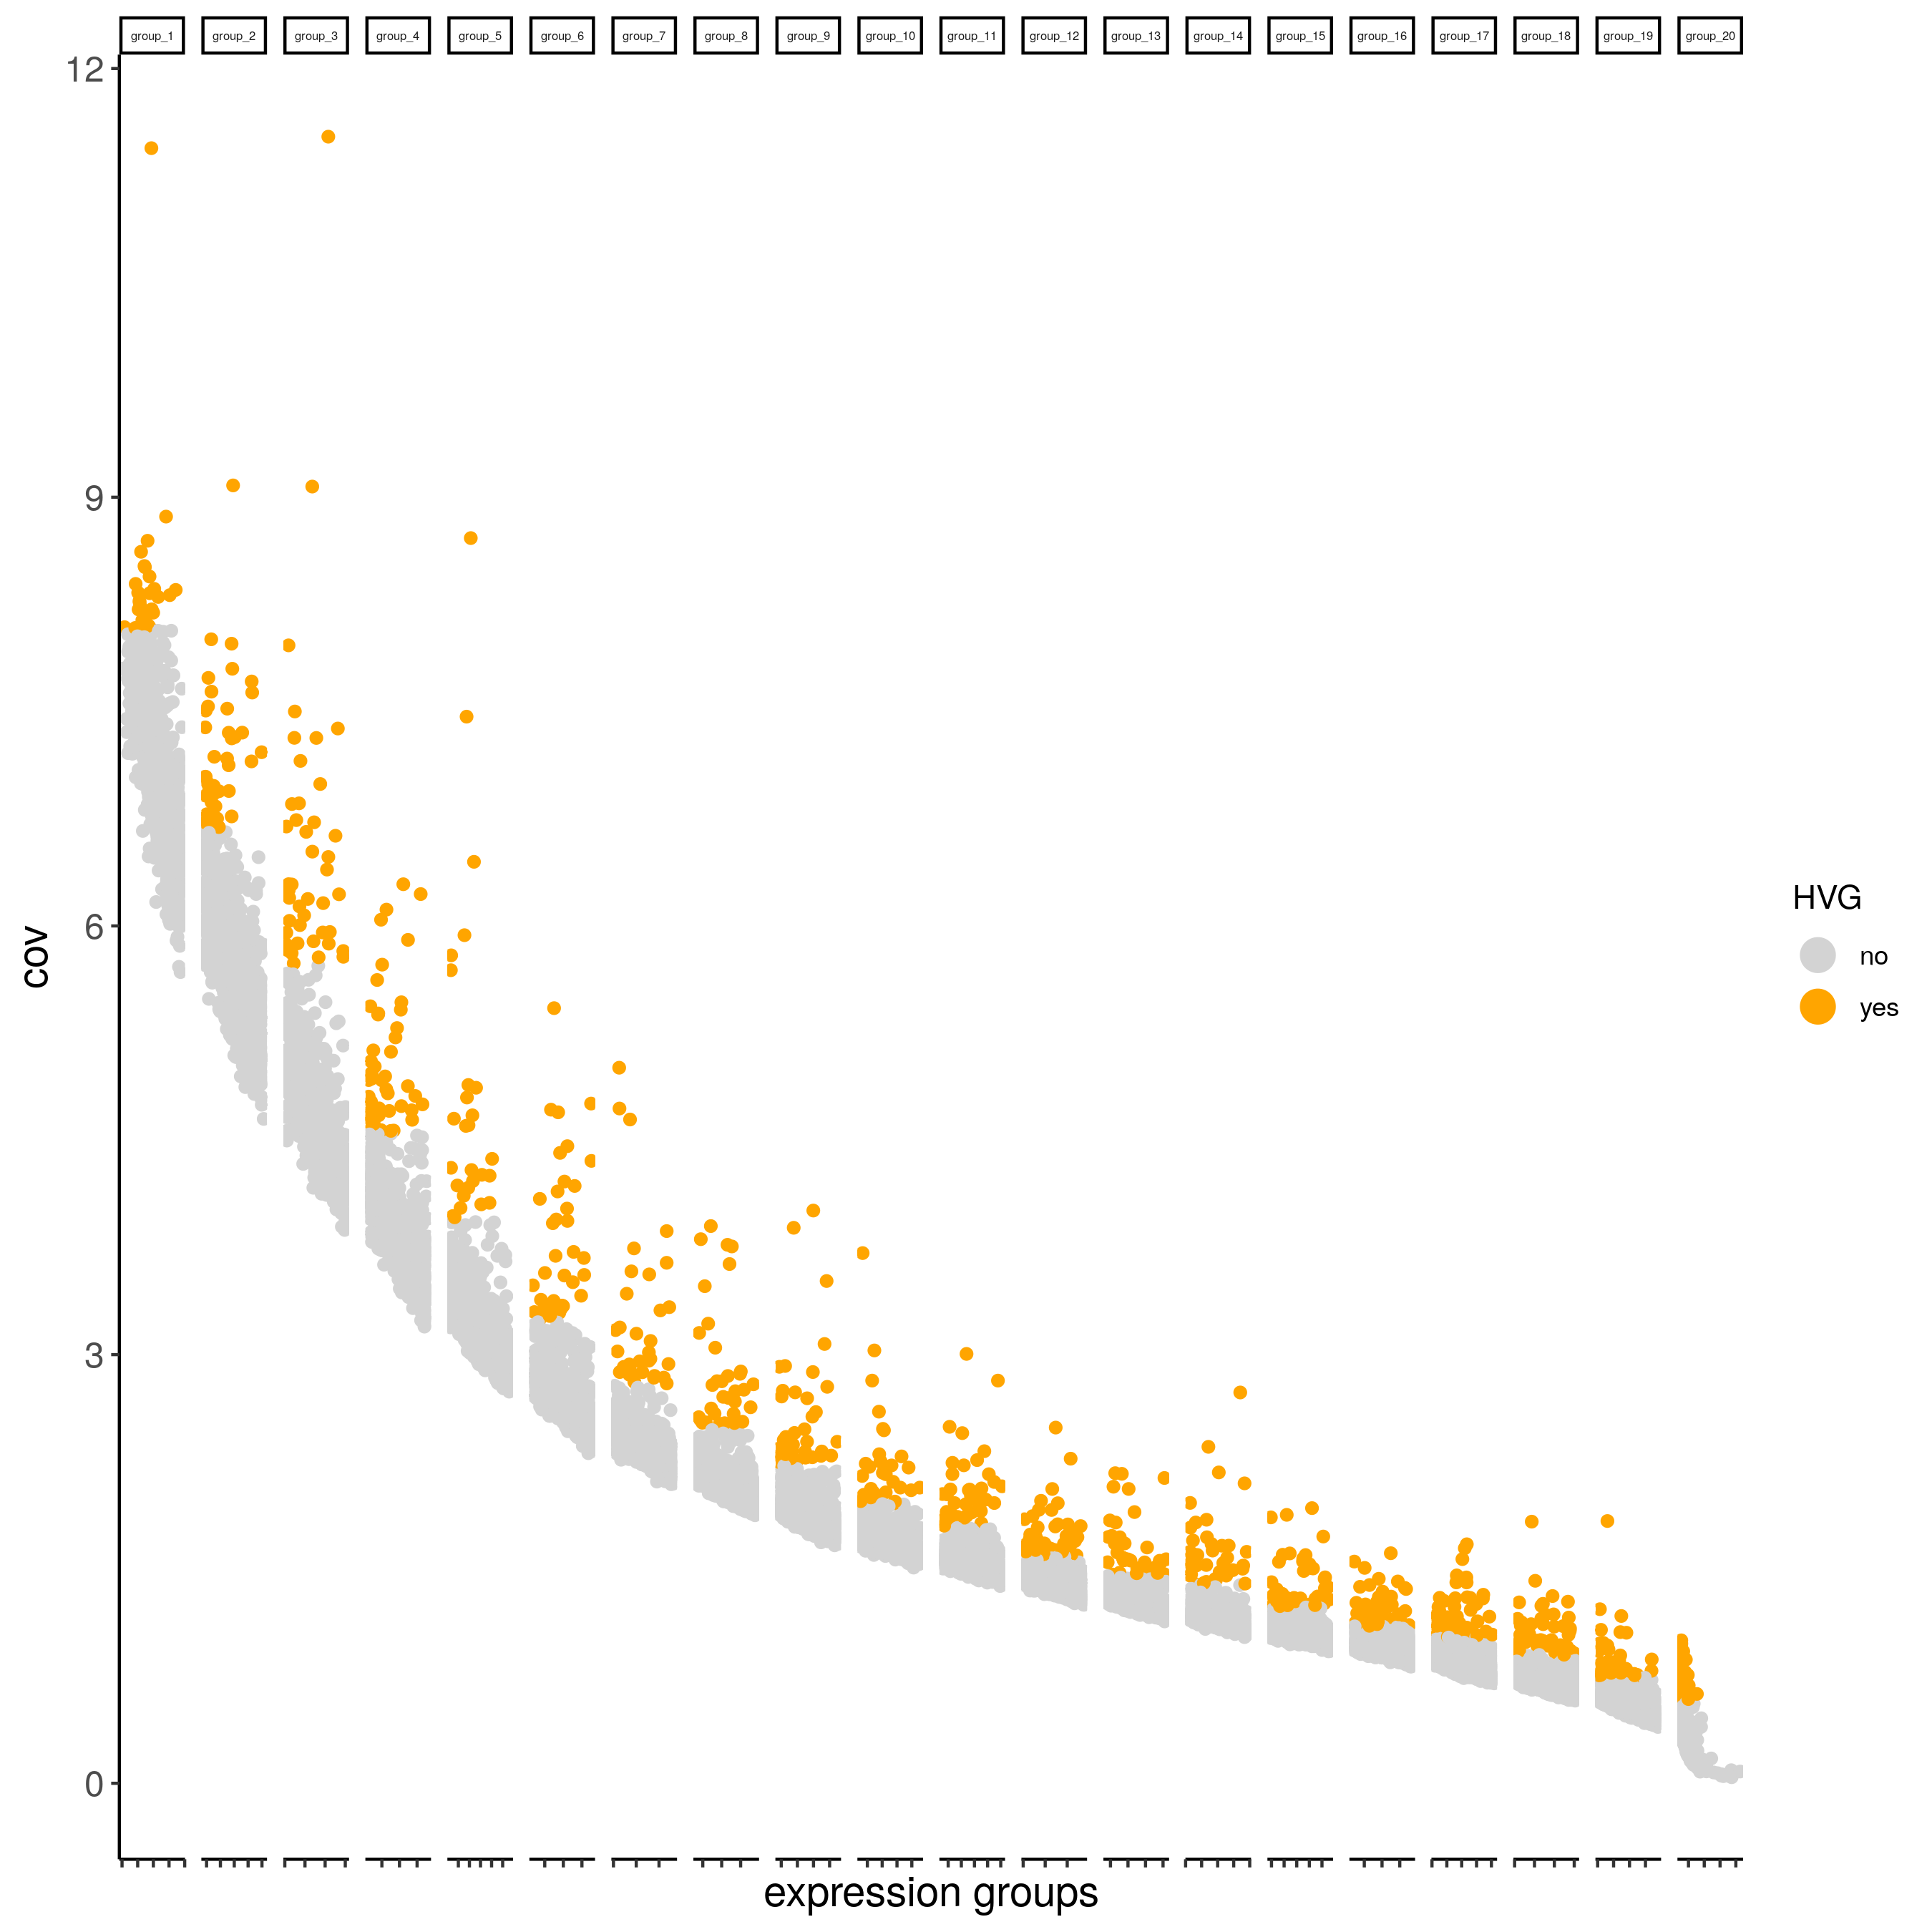 group_1 group_2 group_3 group_4 group_5 group_6 group_7 group_8 group_9 group_10 group_11 group_12 group_13 group_14 group_15 group_16 group_17 group_18 group_19 group_20
12
9
6
3
0
cov
expression groups
HVG
no
yes